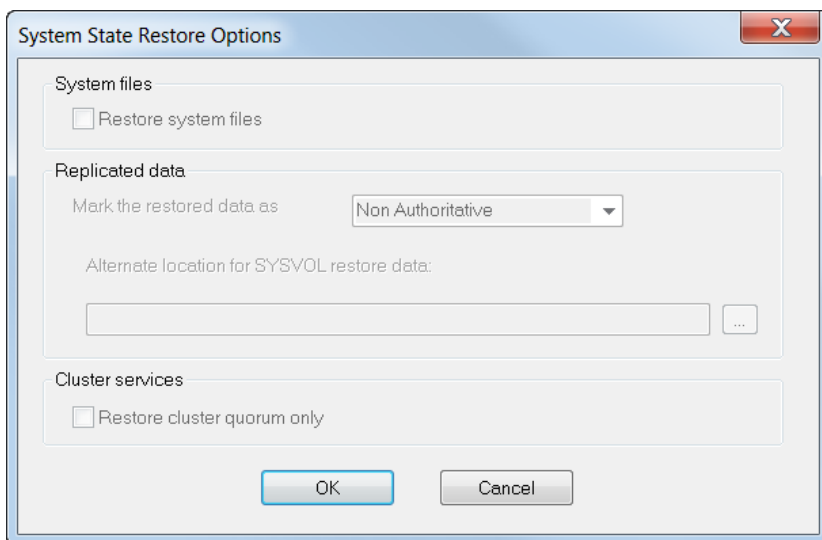 System State Restore Options
System files
Restore system files
Replicated data
Mark the restored data as
Non Authoritative
Alternate location for SYSVOL restore data:
...
Cluster services
Restore cluster quorum only
OK
Cancel